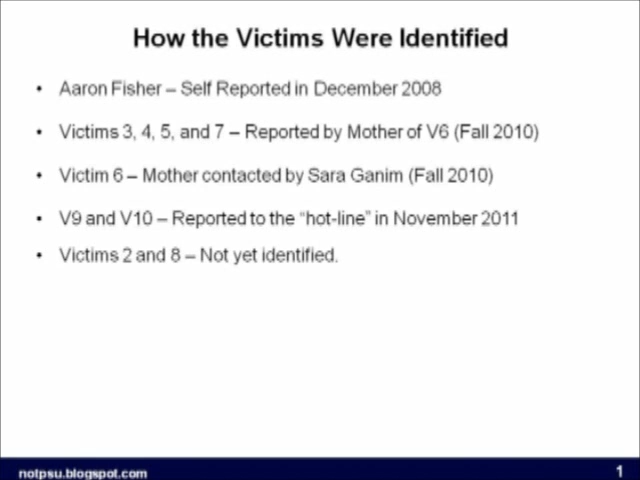 How the Victims Were Identified
• Aaron Fisher – Self Reported in December 2008
• Victims 3, 4, 5, and 7 – Reported by Mother of V6 (Fall 2010)
• Victim 6 – Mother contacted by Sara Ganim (Fall 2010)
• V9 and V10 – Reported to the “hot-line” in November 2011
• Victims 2 and 8 – Not yet identified.
notpsu.blogspot.com 1